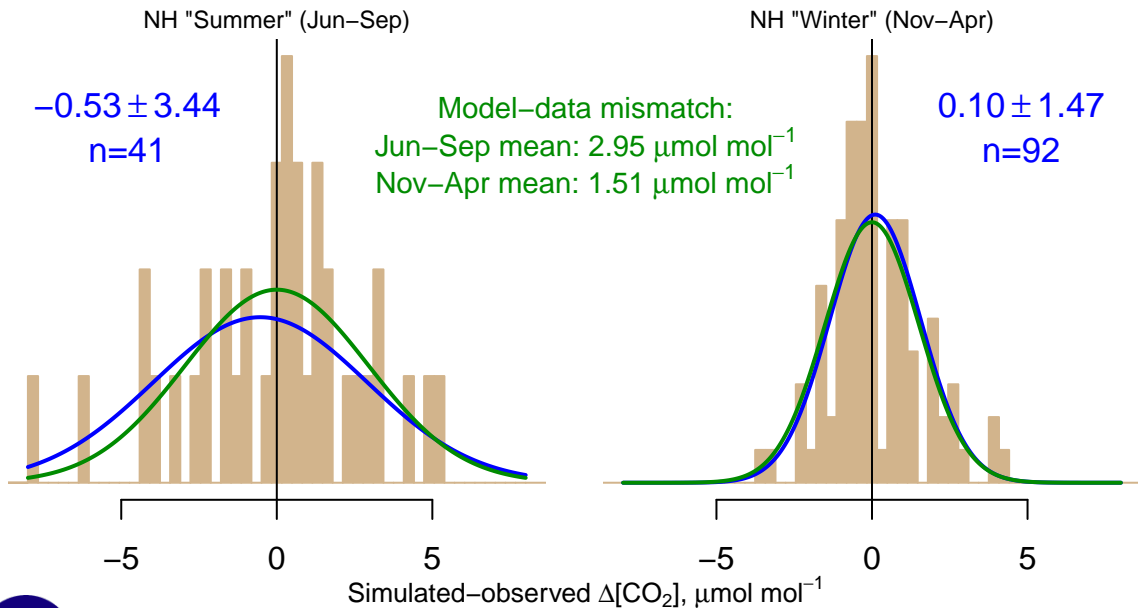 NH "Summer" (Jun−Sep)
NH "Winter" (Nov−Apr)
−0.53 ± 3.44
n=41
Model−data mismatch:
Jun−Sep mean: 2.95 μmol mol⁻¹
Nov−Apr mean: 1.51 μmol mol⁻¹
0.10 ± 1.47
n=92
−5 0 5
−5 0 5
Simulated−observed Δ[CO₂], μmol mol⁻¹